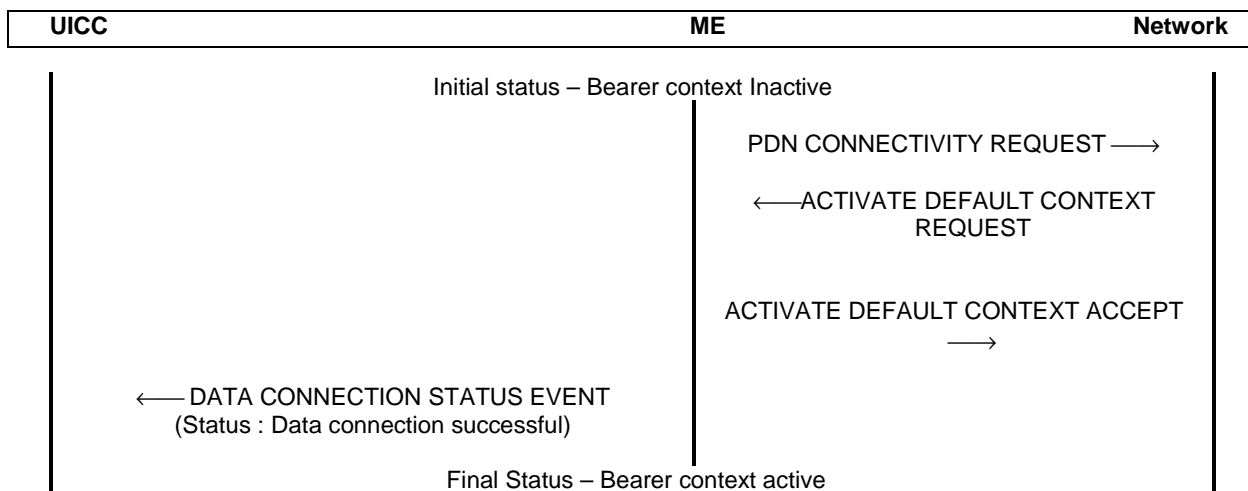 UICC ME Network
Initial status – Bearer context Inactive
PDN CONNECTIVITY REQUEST ⟶
⟵ACTIVATE DEFAULT CONTEXT
REQUEST
ACTIVATE DEFAULT CONTEXT ACCEPT
⟶
⟵ DATA CONNECTION STATUS EVENT
(Status : Data connection successful)
Final Status – Bearer context active